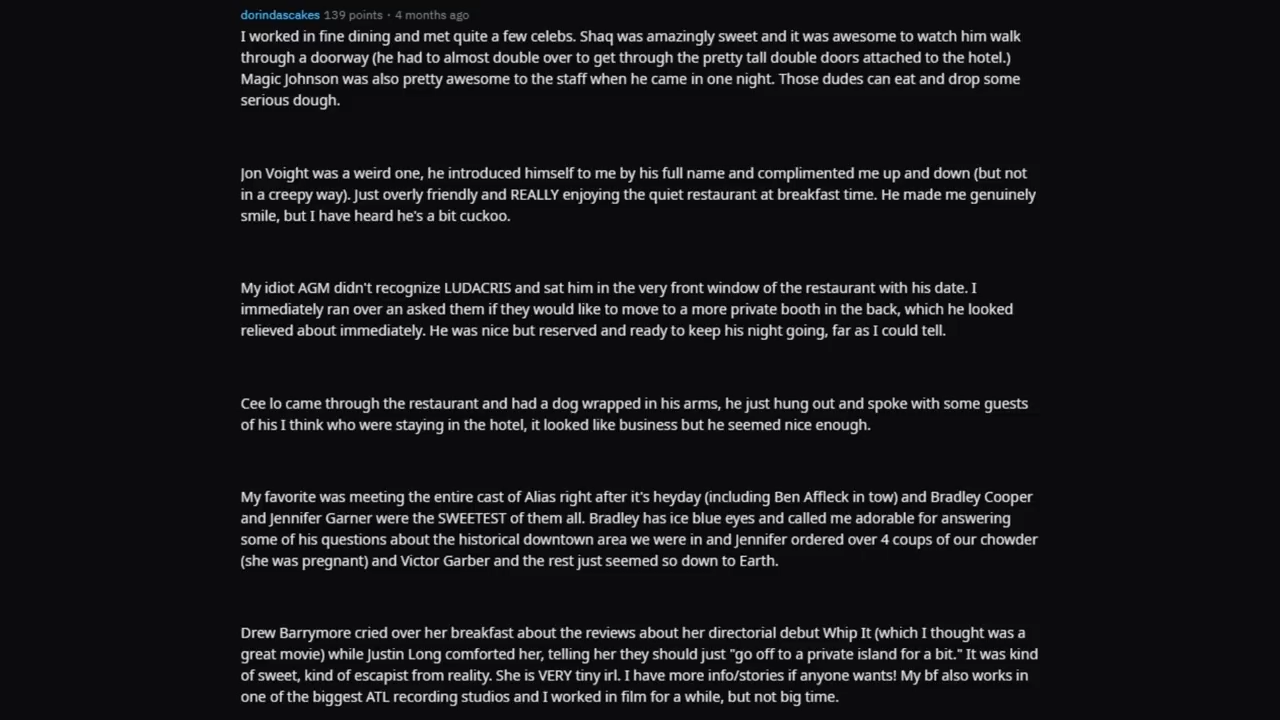 dorindascakes 139 points · 4 months ago
I worked in fine dining and met quite a few celebs. Shaq was amazingly sweet and it was awesome to watch him walk
through a doorway (he had to almost double over to get through the pretty tall double doors attached to the hotel.)
Magic Johnson was also pretty awesome to the staff when he came in one night. Those dudes can eat and drop some
serious dough.
Jon Voight was a weird one, he introduced himself to me by his full name and complimented me up and down (but not
in a creepy way). Just overly friendly and REALLY enjoying the quiet restaurant at breakfast time. He made me genuinely
smile, but I have heard he's a bit cuckoo.
My idiot AGM didn't recognize LUDACRIS and sat him in the very front window of the restaurant with his date. I
immediately ran over an asked them if they would like to move to a more private booth in the back, which he looked
relieved about immediately. He was nice but reserved and ready to keep his night going, far as I could tell.
Cee lo came through the restaurant and had a dog wrapped in his arms, he just hung out and spoke with some guests
of his I think who were staying in the hotel, it looked like business but he seemed nice enough.
My favorite was meeting the entire cast of Alias right after it's heyday (including Ben Affleck in tow) and Bradley Cooper
and Jennifer Garner were the SWEETEST of them all. Bradley has ice blue eyes and called me adorable for answering
some of his questions about the historical downtown area we were in and Jennifer ordered over 4 coups of our chowder
(she was pregnant) and Victor Garber and the rest just seemed so down to Earth.
Drew Barrymore cried over her breakfast about the reviews about her directorial debut Whip It (which I thought was a
great movie) while Justin Long comforted her, telling her they should just "go off to a private island for a bit." It was kind
of sweet, kind of escapist from reality. She is VERY tiny irl. I have more info/stories if anyone wants! My bf also works in
one of the biggest ATL recording studios and I worked in film for a while, but not big time.